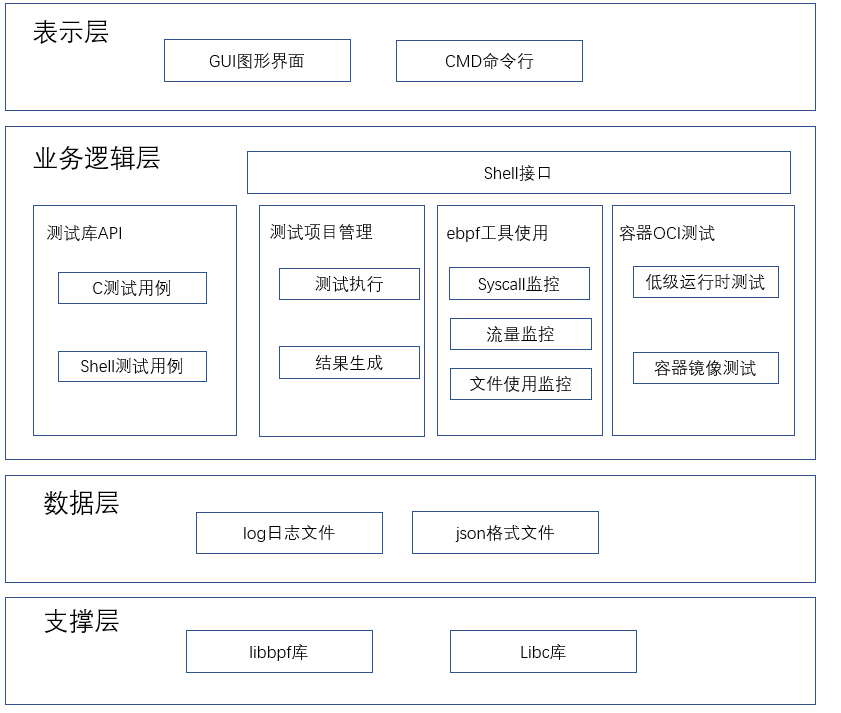 表示层
GUI图形界面
CMD命令行
业务逻辑层
Shell接口
测试库API
C测试用例
Shell测试用例
测试项目管理
测试执行
结果生成
ebpf工具使用
Syscall监控
流量监控
文件使用监控
容器OCI测试
低级运行时测试
容器镜像测试
数据层
log日志文件
json格式文件
支撑层
libbpf库
Libc库